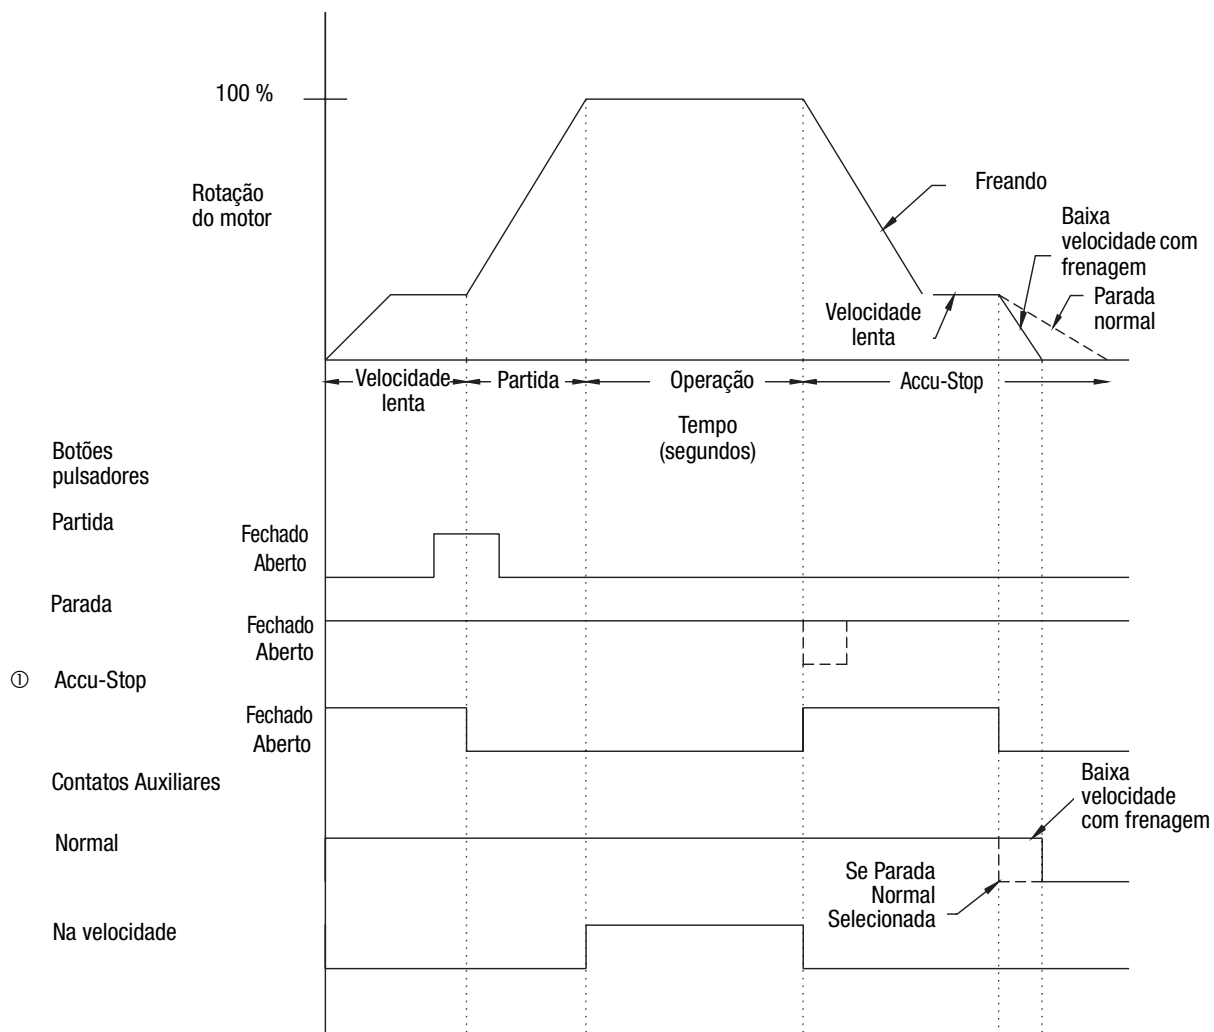 100 %
Rotação
do motor
Freando
Baixa
velocidade com
frenagem
Parada
normal
Velocidade
lenta
Velocidade
lenta
Partida
Operação
Accu-Stop
Tempo
(segundos)
Botões
pulsadores
Partida
Fechado
Aberto
Parada
Fechado
Aberto
① Accu-Stop
Fechado
Aberto
Contatos Auxiliares
Baixa
velocidade
com frenagem
Normal
Se Parada
Normal
Selecionada
Na velocidade